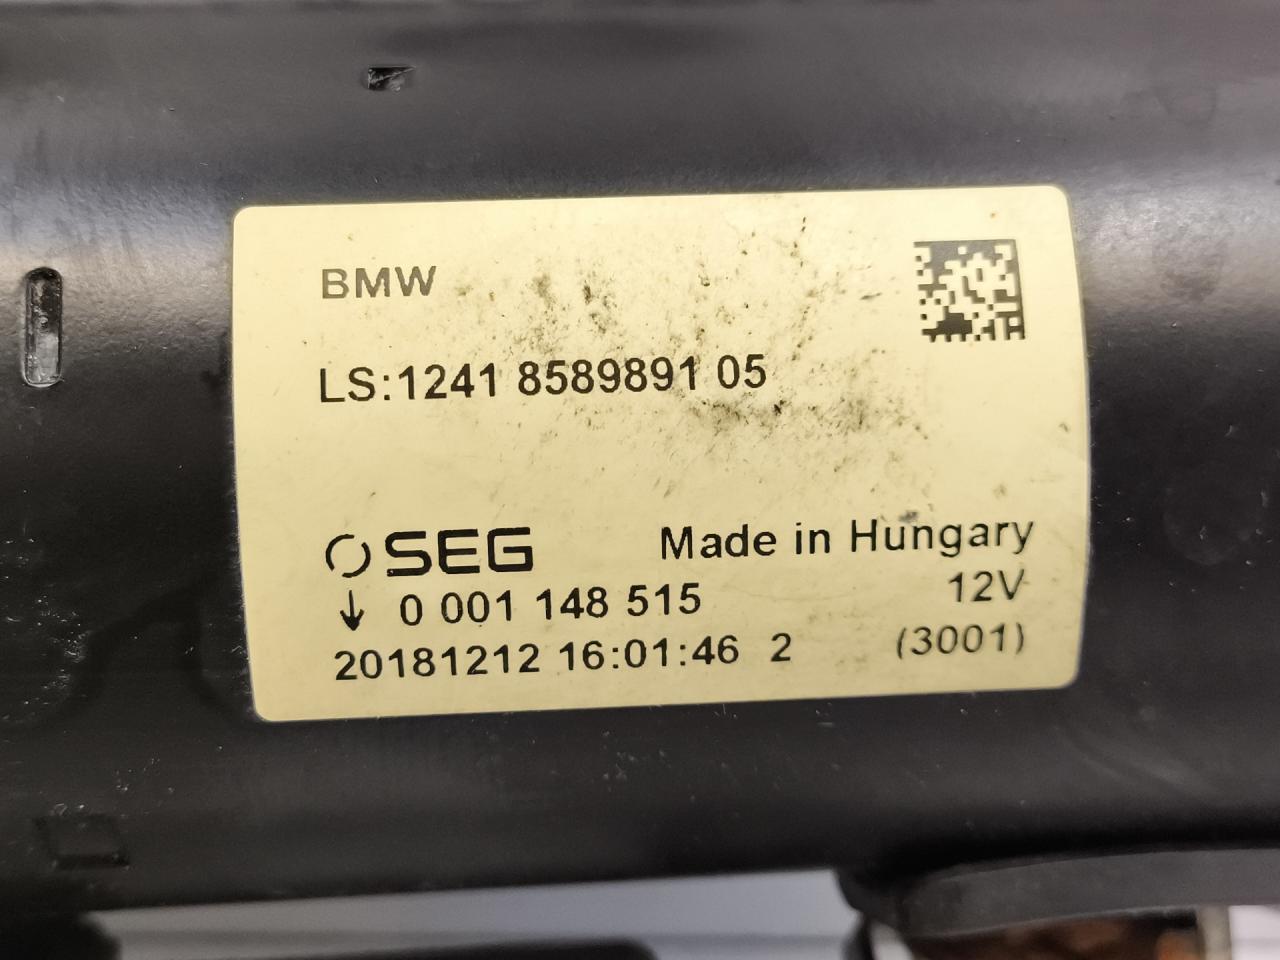 BMW
LS:1241 8589891 05
SEG Made in Hungary
0 001 148 515 12V
20181212 16:01:46 2 (3001)